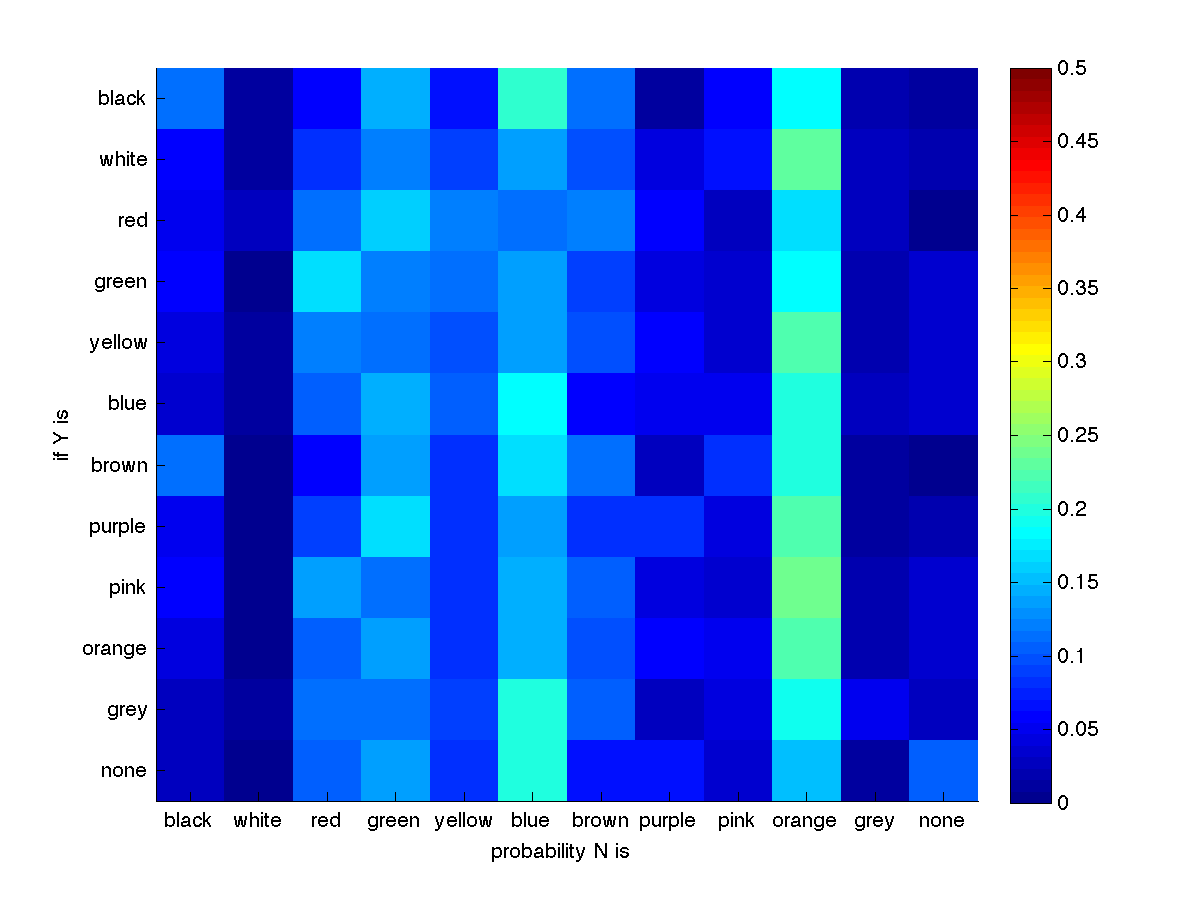 black
white
red
green
yellow
blue
brown
purple
pink
orange
grey
none
if Y is
black white red green yellow blue brown purple pink orange grey none
probability N is
0.5
0.45
0.4
0.35
0.3
0.25
0.2
0.15
0.1
0.05
0